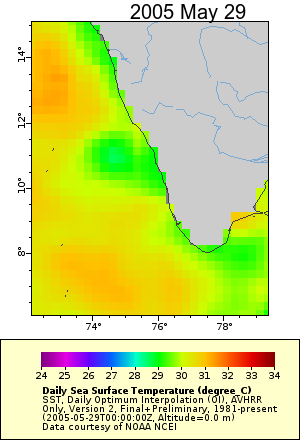 2005 May 29
14°
12°
10°
8°
74° 76° 78°
24 25 26 27 28 29 30 31 32 33 34
Daily Sea Surface Temperature (degree_C)
SST, Daily Optimum Interpolation (OI), AVHRR
Only, Version 2, Final+Preliminary, 1981-present
(2005-05-29T00:00:00Z, Altitude=0.0 m)
Data courtesy of NOAA NCEI